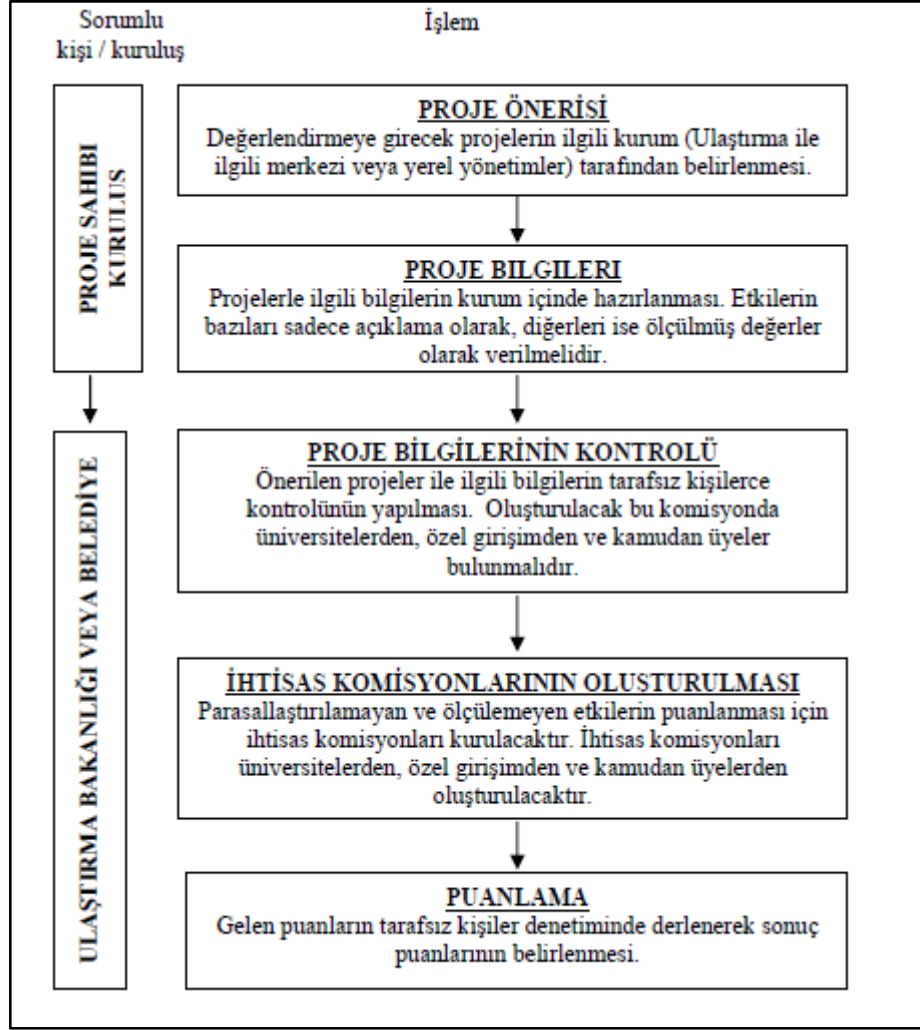 Sorumlu
kişi / kuruluş
İşlem
PROJE SAHIBI
KURULUS
PROJE ÖNERİSİ
Değerlendirmeye girecek projelerin ilgili kurum (Ulaştırma ile
ilgili merkezi veya yerel yönetimler) tarafından belirlenmesi.
PROJE BILGILERI
Projelerle ilgili bilgilerin kurum içinde hazırlanması. Etkilerin
bazıları sadece açıklama olarak, diğerleri ise ölçülmüş değerler
olarak verilmelidir.
ULAŞTIRMA BAKANLIĞI VEYA BELEDİYE
PROJE BİLGİLERİNİN KONTROLÜ
Önerilen projeler ile ilgili bilgilerin tarafsız kişilerce
kontrolünün yapılması. Oluşturulacak bu komisyonda
üniversitelerden, özel girişimden ve kamudan üyeler
bulunmalıdır.
İHTİSAS KOMİSYONLARININ OLUSTURULMASI
Parasallaştırılamayan ve ölçülemeyen etkilerin puanlanması için
ihtisas komisyonları kurulacaktır. İhtisas komisyonları
üniversitelerden, özel girişimden ve kamudan üyelerden
oluşturulacaktır.
PUANLAMA
Gelen puanların tarafsız kişiler denetiminde derlenerek sonuç
puanlarının belirlenmesi.